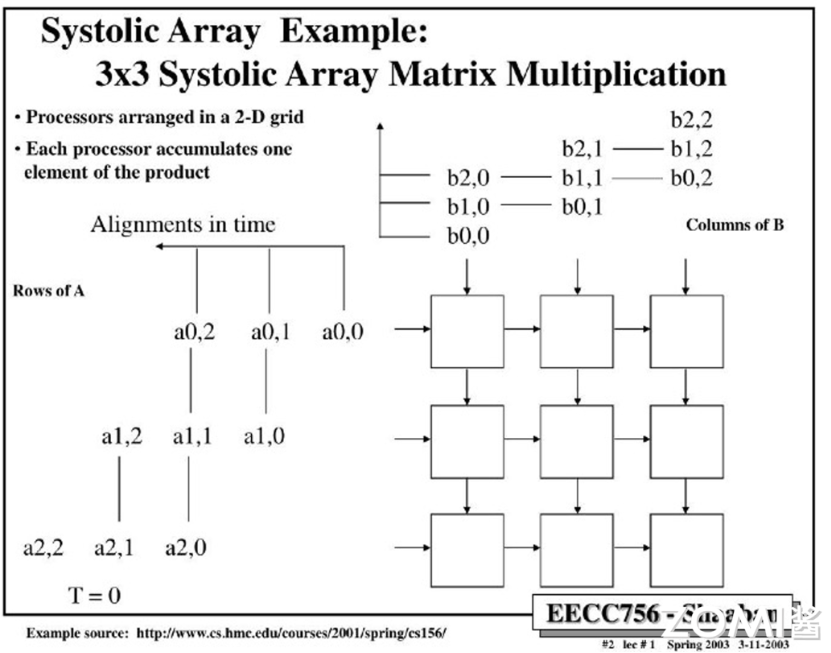 Systolic Array Example:
3x3 Systolic Array Matrix Multiplication
• Processors arranged in a 2-D grid
• Each processor accumulates one
element of the product
Alignments in time
b2,2
b2,1 b1,2
b2,0 b1,1 b0,2
b1,0 b0,1
b0,0
Columns of B
Rows of A
a0,2 a0,1 a0,0
a1,2 a1,1 a1,0
a2,2 a2,1 a2,0
T = 0
EECC756 - Shaaban
ZOMI酱
Example source: http://www.cs.hmc.edu/courses/2001/spring/cs156/
#2 lec # 1 Spring 2003 3-11-2003